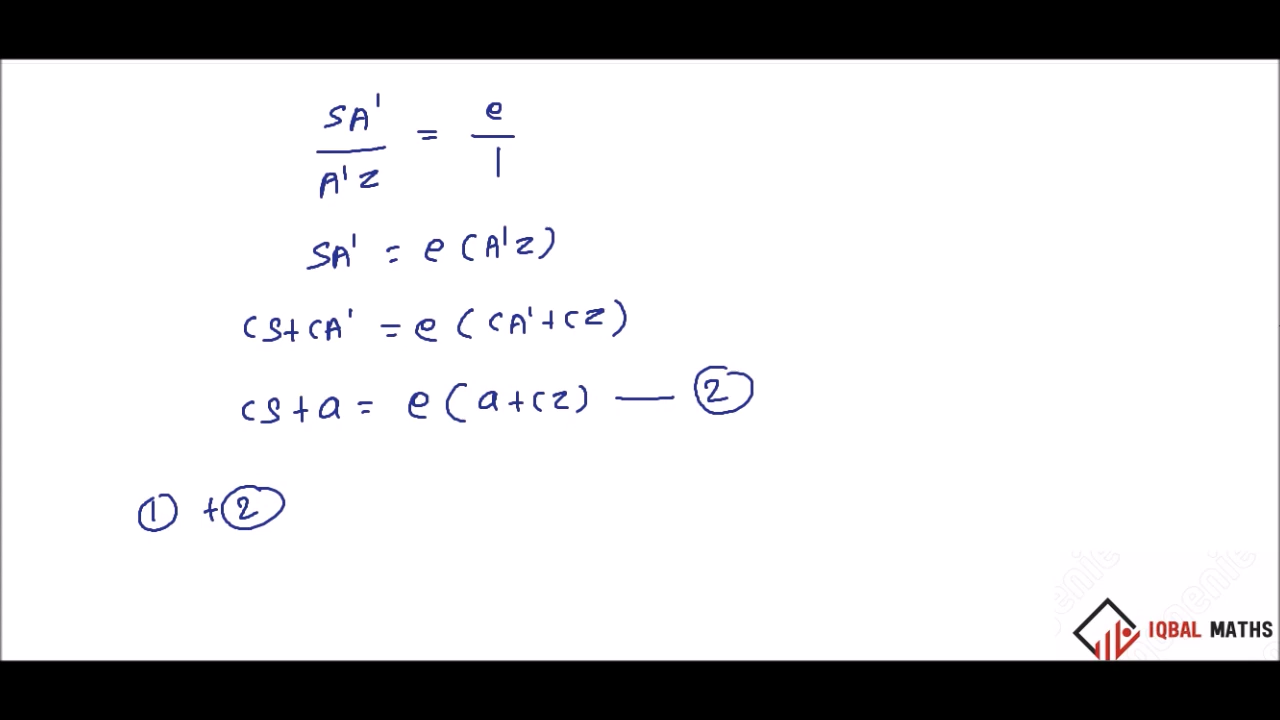 SA' / A'Z = e / 1
SA' = e (A'Z)
CS+CA' = e (CA'+CZ)
CS+a = e (a+CZ) — ②
① + ②
IQBAL MATHS